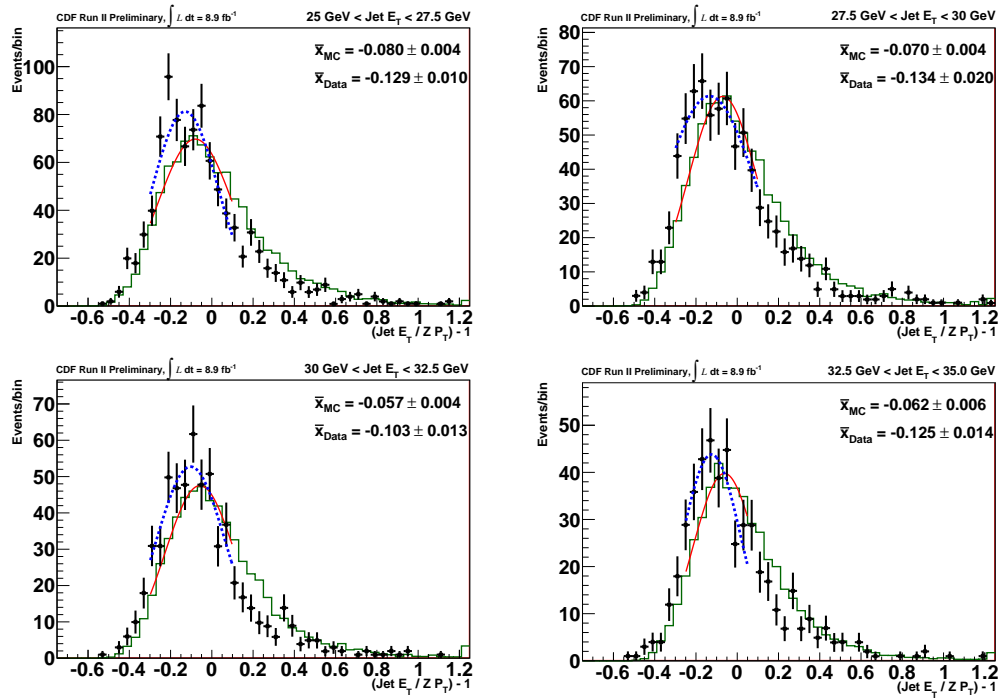 CDF Run II Preliminary, ∫ L dt = 8.9 fb⁻¹ 25 GeV < Jet E_T < 27.5 GeV
x̄_MC = -0.080 ± 0.004
x̄_Data = -0.129 ± 0.010
Events/bin
100
80
60
40
20
0
-0.6 -0.4 -0.2 0 0.2 0.4 0.6 0.8 1 1.2
(Jet E_T / Z P_T) - 1
CDF Run II Preliminary, ∫ L dt = 8.9 fb⁻¹ 27.5 GeV < Jet E_T < 30 GeV
x̄_MC = -0.070 ± 0.004
x̄_Data = -0.134 ± 0.020
Events/bin
80
70
60
50
40
30
20
10
0
-0.6 -0.4 -0.2 0 0.2 0.4 0.6 0.8 1 1.2
(Jet E_T / Z P_T) - 1
CDF Run II Preliminary, ∫ L dt = 8.9 fb⁻¹ 30 GeV < Jet E_T < 32.5 GeV
x̄_MC = -0.057 ± 0.004
x̄_Data = -0.103 ± 0.013
Events/bin
70
60
50
40
30
20
10
0
-0.6 -0.4 -0.2 0 0.2 0.4 0.6 0.8 1 1.2
(Jet E_T / Z P_T) - 1
CDF Run II Preliminary, ∫ L dt = 8.9 fb⁻¹ 32.5 GeV < Jet E_T < 35.0 GeV
x̄_MC = -0.062 ± 0.006
x̄_Data = -0.125 ± 0.014
Events/bin
50
40
30
20
10
0
-0.6 -0.4 -0.2 0 0.2 0.4 0.6 0.8 1 1.2
(Jet E_T / Z P_T) - 1